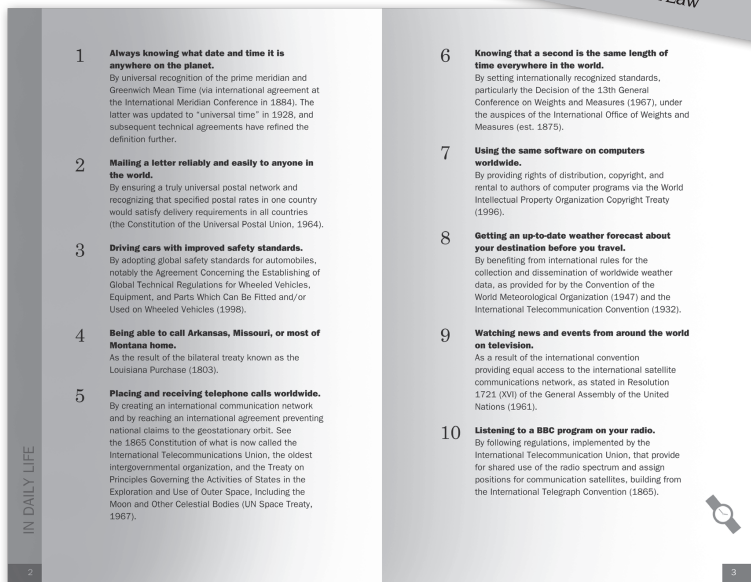 Law
1
Always knowing what date and time it is
anywhere on the planet.
By universal recognition of the prime meridian and
Greenwich Mean Time (via international agreement at
the International Meridian Conference in 1884). The
latter was updated to “universal time” in 1928, and
subsequent technical agreements have refined the
definition further.
2
Mailing a letter reliably and easily to anyone in
the world.
By ensuring a truly universal postal network and
recognizing that specified postal rates in one country
would satisfy delivery requirements in all countries
(the Constitution of the Universal Postal Union, 1964).
3
Driving cars with improved safety standards.
By adopting global safety standards for automobiles,
notably the Agreement Concerning the Establishing of
Global Technical Regulations for Wheeled Vehicles,
Equipment, and Parts Which Can Be Fitted and/or
Used on Wheeled Vehicles (1998).
4
Being able to call Arkansas, Missouri, or most of
Montana home.
As the result of the bilateral treaty known as the
Louisiana Purchase (1803).
5
Placing and receiving telephone calls worldwide.
By creating an international communication network
and by reaching an international agreement preventing
national claims to the geostationary orbit. See
the 1865 Constitution of what is now called the
International Telecommunications Union, the oldest
intergovernmental organization, and the Treaty on
Principles Governing the Activities of States in the
Exploration and Use of Outer Space, Including the
Moon and Other Celestial Bodies (UN Space Treaty,
1967).
IN DAILY LIFE
2
6
Knowing that a second is the same length of
time everywhere in the world.
By setting internationally recognized standards,
particularly the Decision of the 13th General
Conference on Weights and Measures (1967), under
the auspices of the International Office of Weights and
Measures (est. 1875).
7
Using the same software on computers
worldwide.
By providing rights of distribution, copyright, and
rental to authors of computer programs via the World
Intellectual Property Organization Copyright Treaty
(1996).
8
Getting an up-to-date weather forecast about
your destination before you travel.
By benefiting from international rules for the
collection and dissemination of worldwide weather
data, as provided for by the Convention of the
World Meteorological Organization (1947) and the
International Telecommunication Convention (1932).
9
Watching news and events from around the world
on television.
As a result of the international convention
providing equal access to the international satellite
communications network, as stated in Resolution
1721 (XVI) of the General Assembly of the United
Nations (1961).
10
Listening to a BBC program on your radio.
By following regulations, implemented by the
International Telecommunication Union, that provide
for shared use of the radio spectrum and assign
positions for communication satellites, building from
the International Telegraph Convention (1865).
3